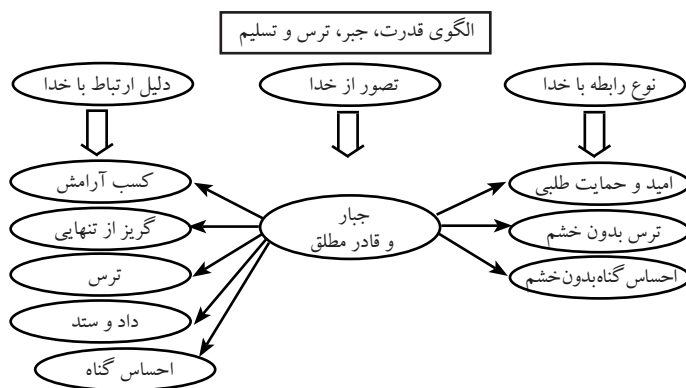 الگوی قدرت، جبر، ترس و تسلیم
نوع رابطه با خدا
تصور از خدا
دلیل ارتباط با خدا
امید و حمایت طلبی
ترس بدون خشم
احساس گناه‌بدون‌خشم
جبار
و قادر مطلق
کسب آرامش
گریز از تنهایی
ترس
داد و ستد
احساس گناه